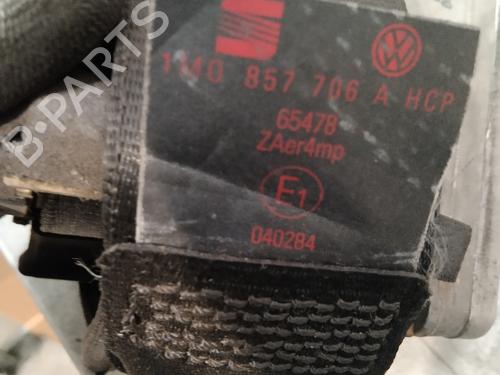 B-PARTS
1M0 857 706 A HCP
65478
ZAer4mp
E1
040284